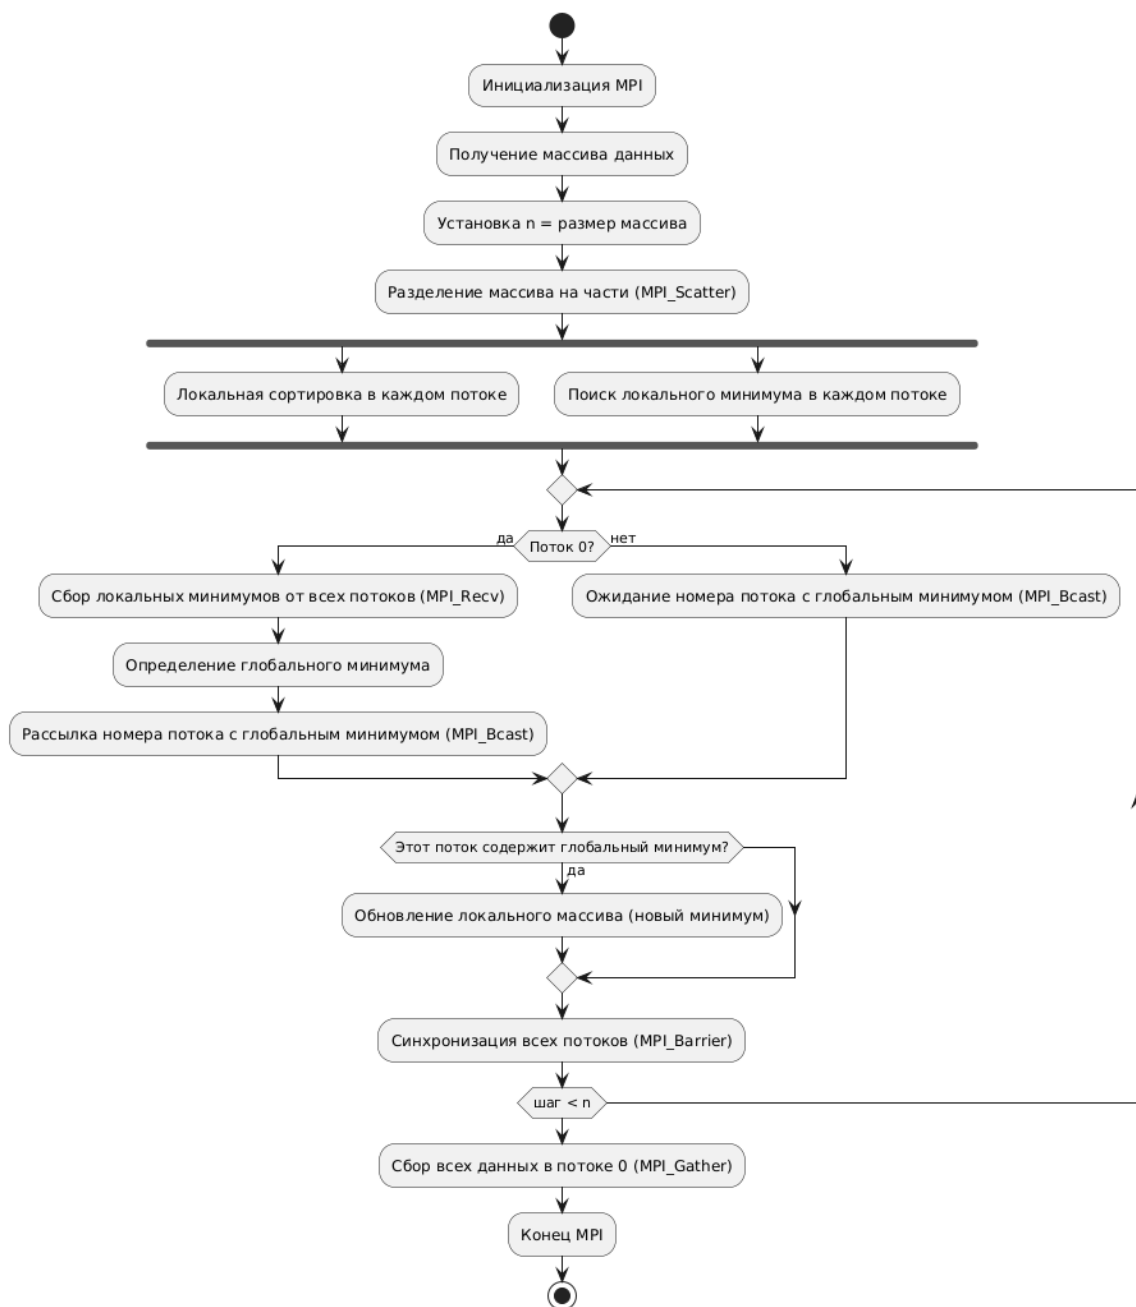 Инициализация MPI
Получение массива данных
Установка n = размер массива
Разделение массива на части (MPI_Scatter)
Локальная сортировка в каждом потоке
Поиск локального минимума в каждом потоке
да
Поток 0?
нет
Сбор локальных минимумов от всех потоков (MPI_Recv)
Ожидание номера потока с глобальным минимумом (MPI_Bcast)
Определение глобального минимума
Рассылка номера потока с глобальным минимумом (MPI_Bcast)
Этот поток содержит глобальный минимум?
да
Обновление локального массива (новый минимум)
Синхронизация всех потоков (MPI_Barrier)
шаг < n
Сбор всех данных в потоке 0 (MPI_Gather)
Конец MPI